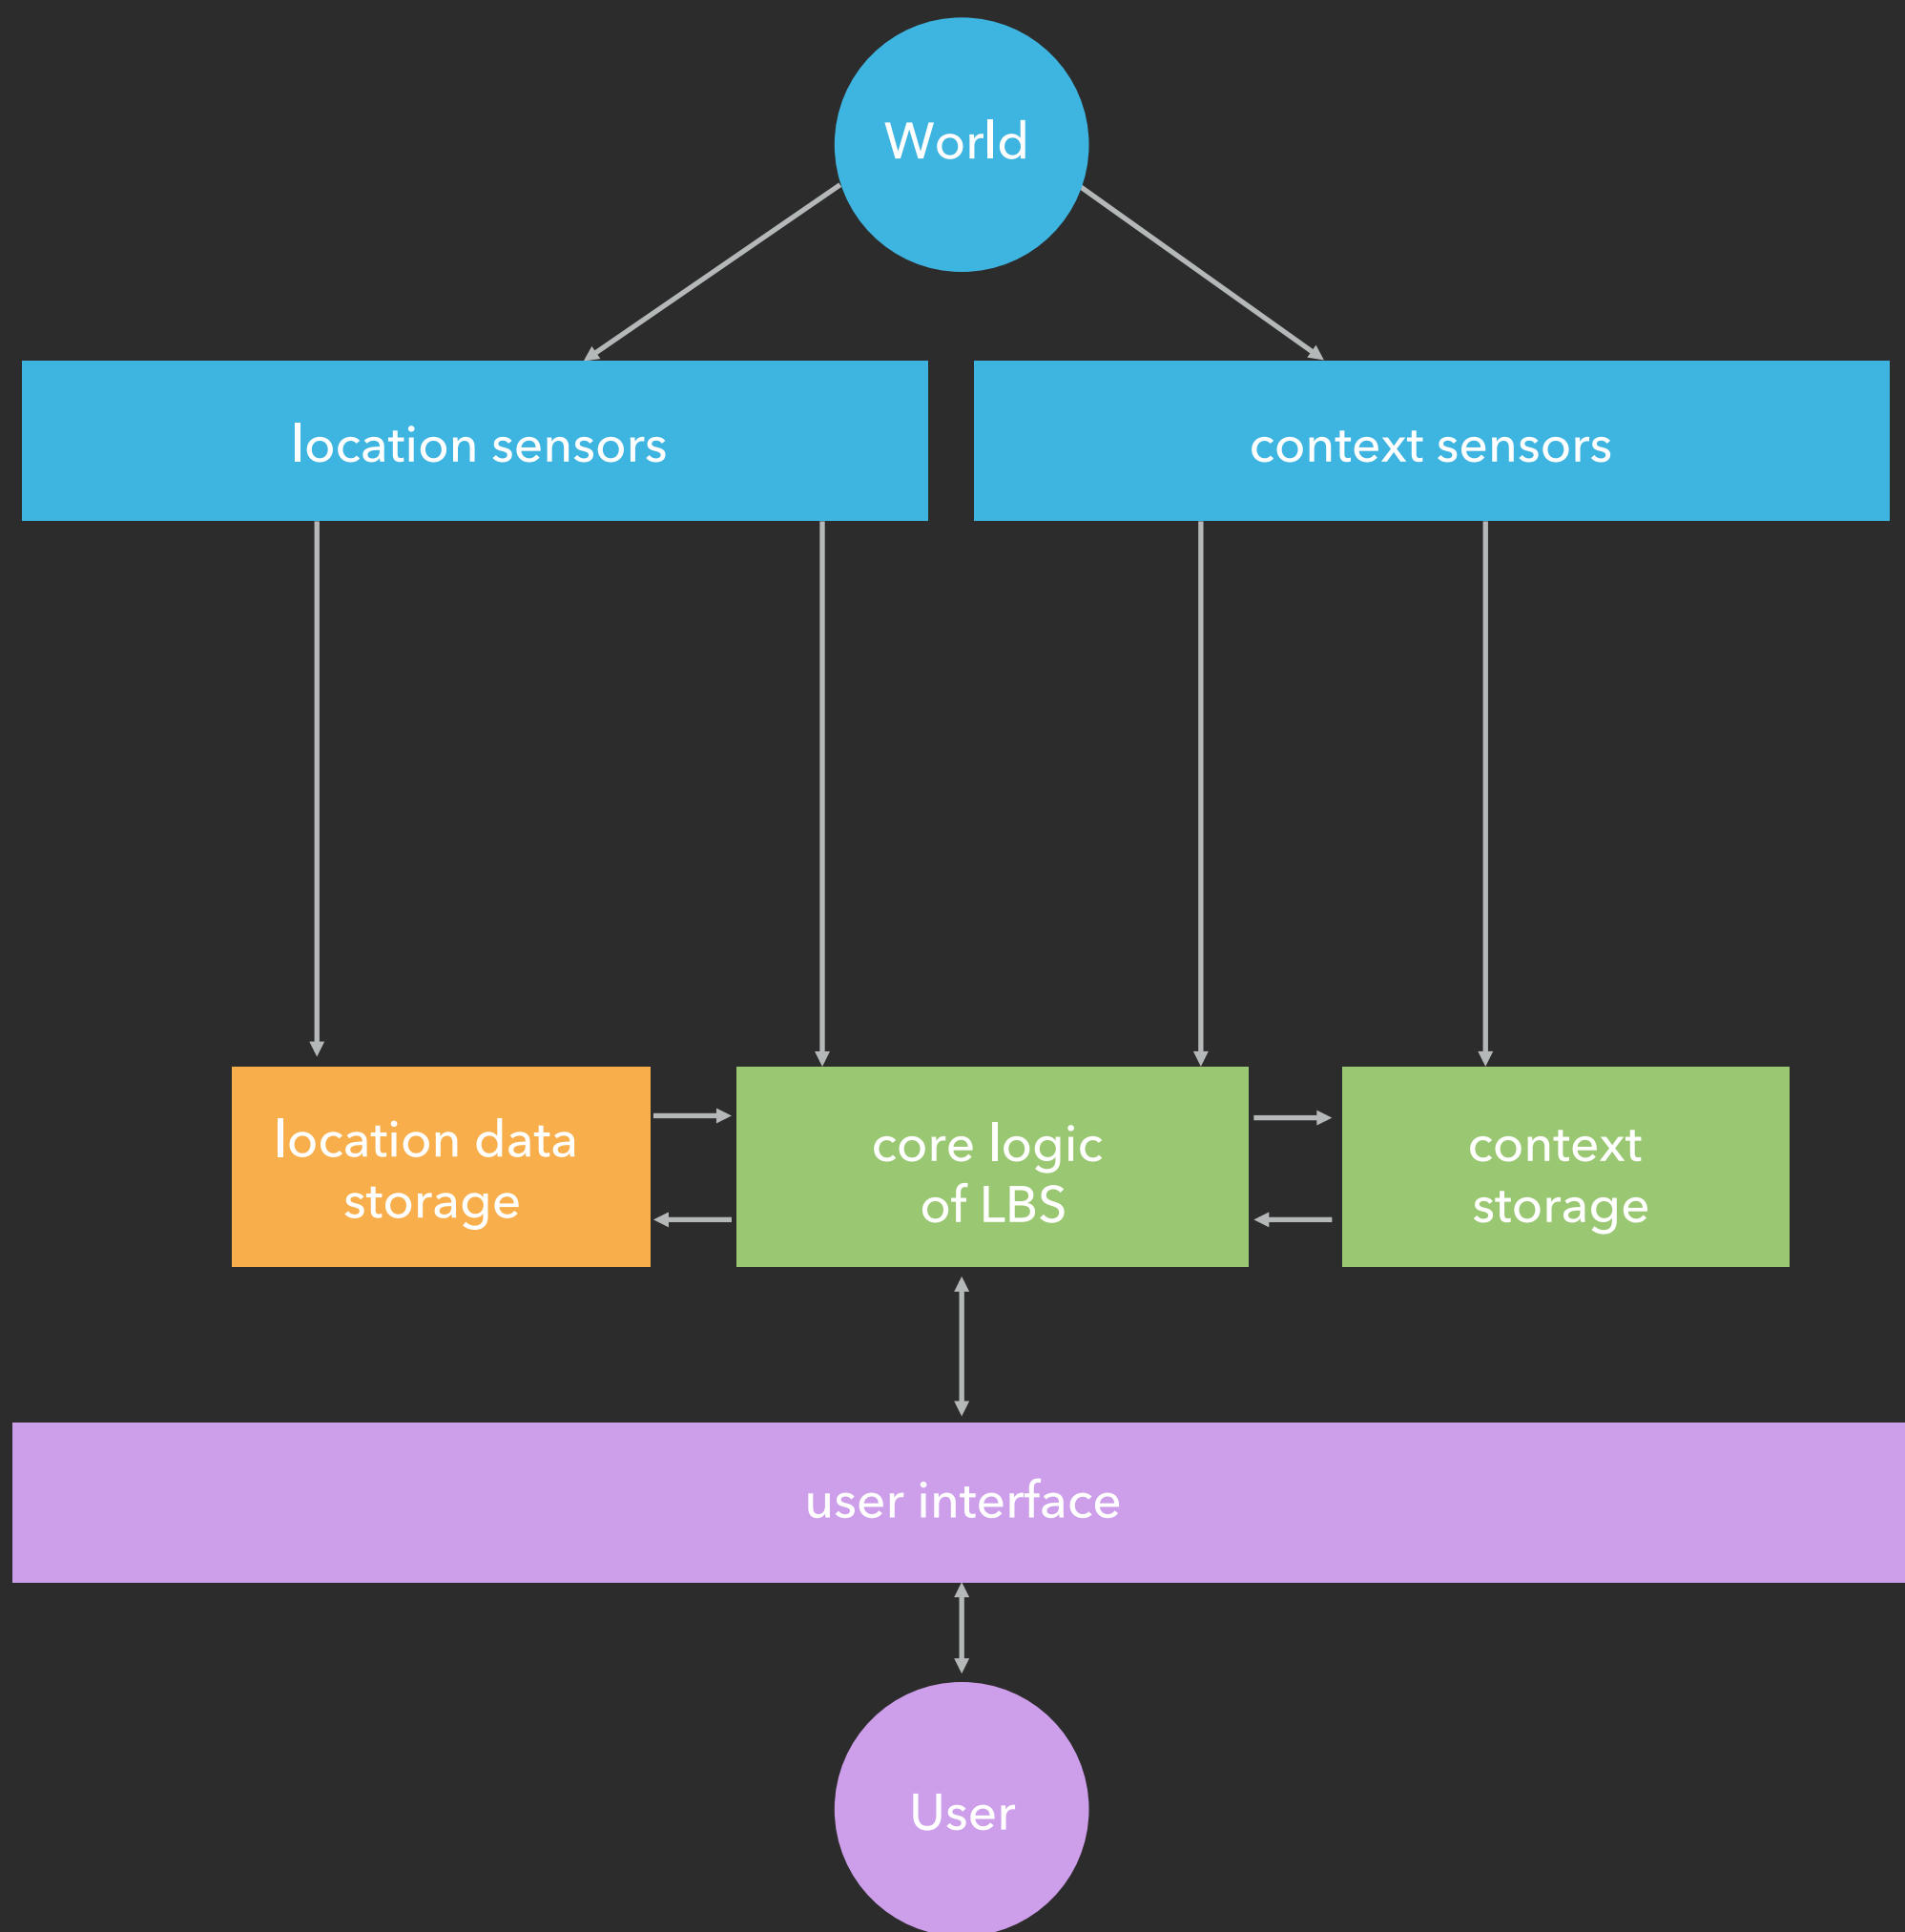 World
location sensors
context sensors
location data
storage
core logic
of LBS
context
storage
user interface
User